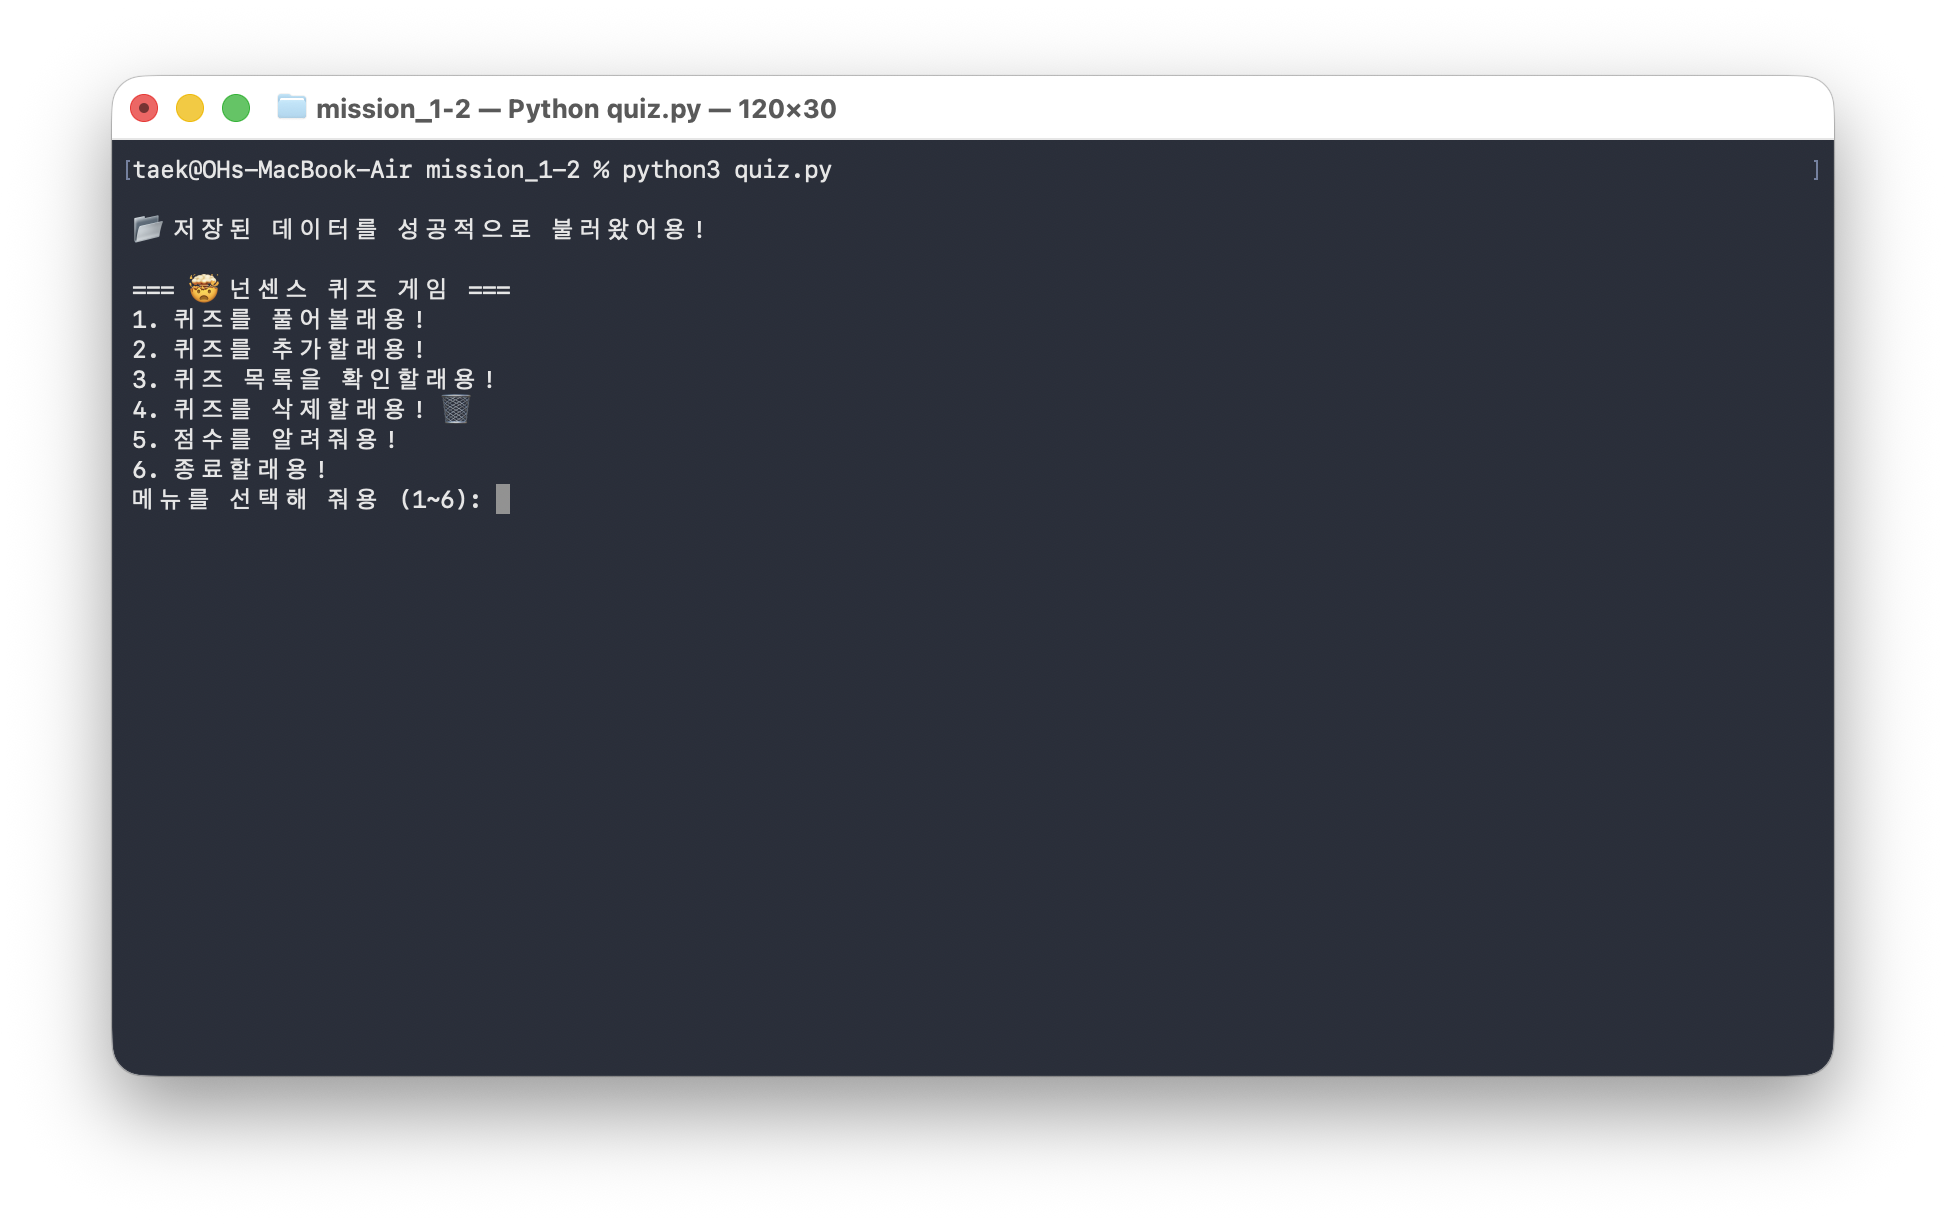 mission_1-2 — Python quiz.py — 120×30
[taek@OHs-MacBook-Air mission_1-2 % python3 quiz.py ]
📂 저장된 데이터를 성공적으로 불러왔어용!
=== 🤯 넌센스 퀴즈 게임 ===
1. 퀴즈를 풀어볼래용!
2. 퀴즈를 추가할래용!
3. 퀴즈 목록을 확인할래용!
4. 퀴즈를 삭제할래용! 🗑️
5. 점수를 알려줘용!
6. 종료할래용!
메뉴를 선택해 줘용 (1~6):